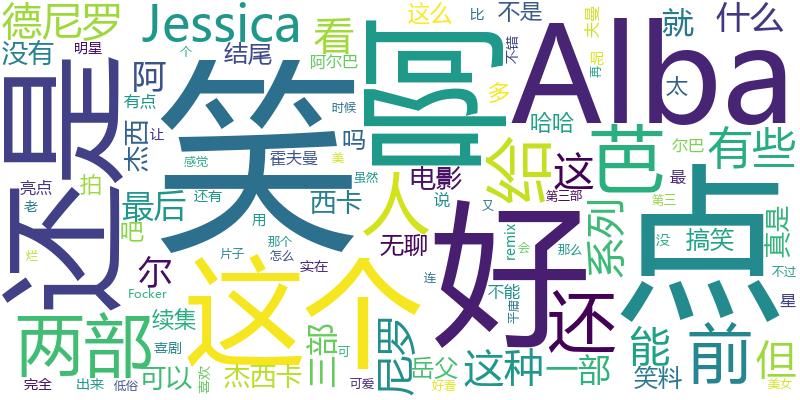 德尼罗
Jessica
看
这么
比
不是
就
什么
没有
明星
个
结尾
阿
阿尔巴
不错
再
夫曼
品
Alba
还是
笑
啊
多
太
有点
时候
让
杰西
吗
哈哈
尔巴
有些
感觉
霍夫曼
美
给
这
芭
亮点
拍
最后
虽然
电影
人
最
点
老
还有
用
西卡
说
第三部
第三
吧
好
又
系列
没
搞笑
真是
那个
无聊
remix
会
那么
烂
片子
怎么
尔
这个
实在
连
不能
还
不过
星
Focker
两部
续集
三部
尼罗
平庸
能
前
但
喜剧
可
岳父
这种
一部
完全
出来
低俗
可以
喜欢
杰西卡
可爱
好看
笑料
美女